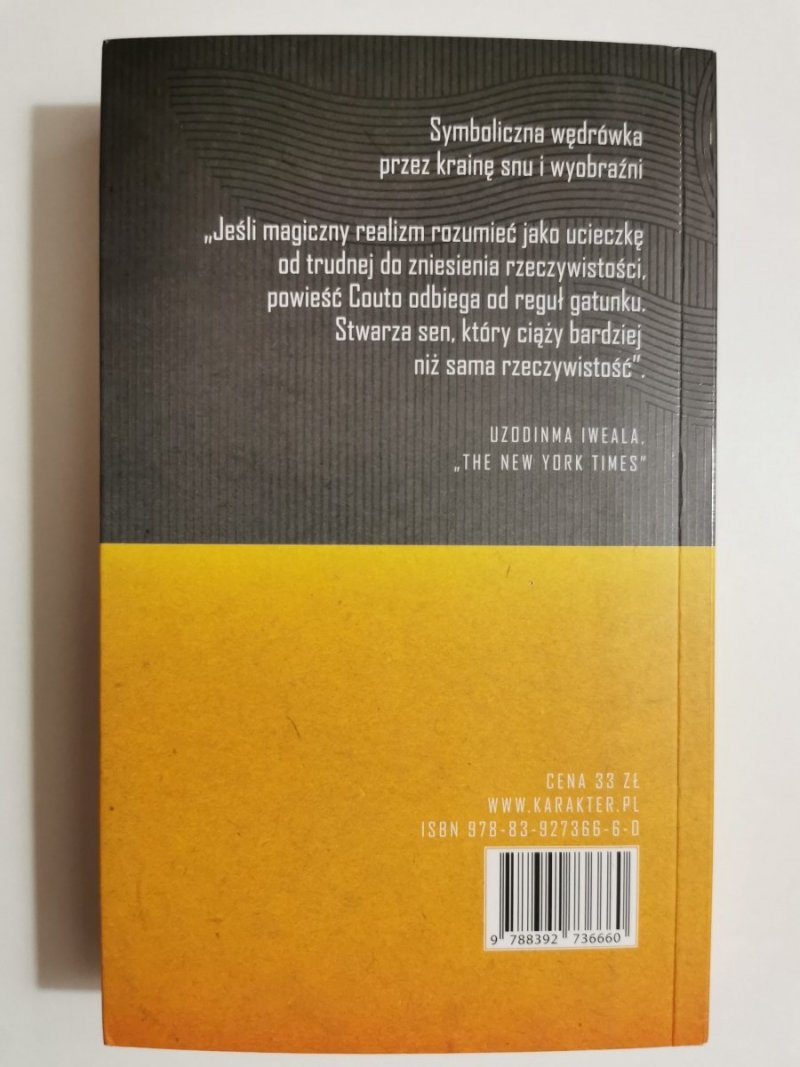 Symboliczna wędrówka
przez krainę snu i wyobraźni
„Jeśli magiczny realizm rozumieć jako ucieczkę
od trudnej do zniesienia rzeczywistości,
powieść Couto odbiega od reguł gatunku.
Stwarza sen, który ciąży bardziej
niż sama rzeczywistość”.
UZODINMA IWEALA,
„THE NEW YORK TIMES”
CENA 33 ZŁ
WWW.KARAKTER.PL
ISBN 978-83-927366-6-0
9 788392 736660